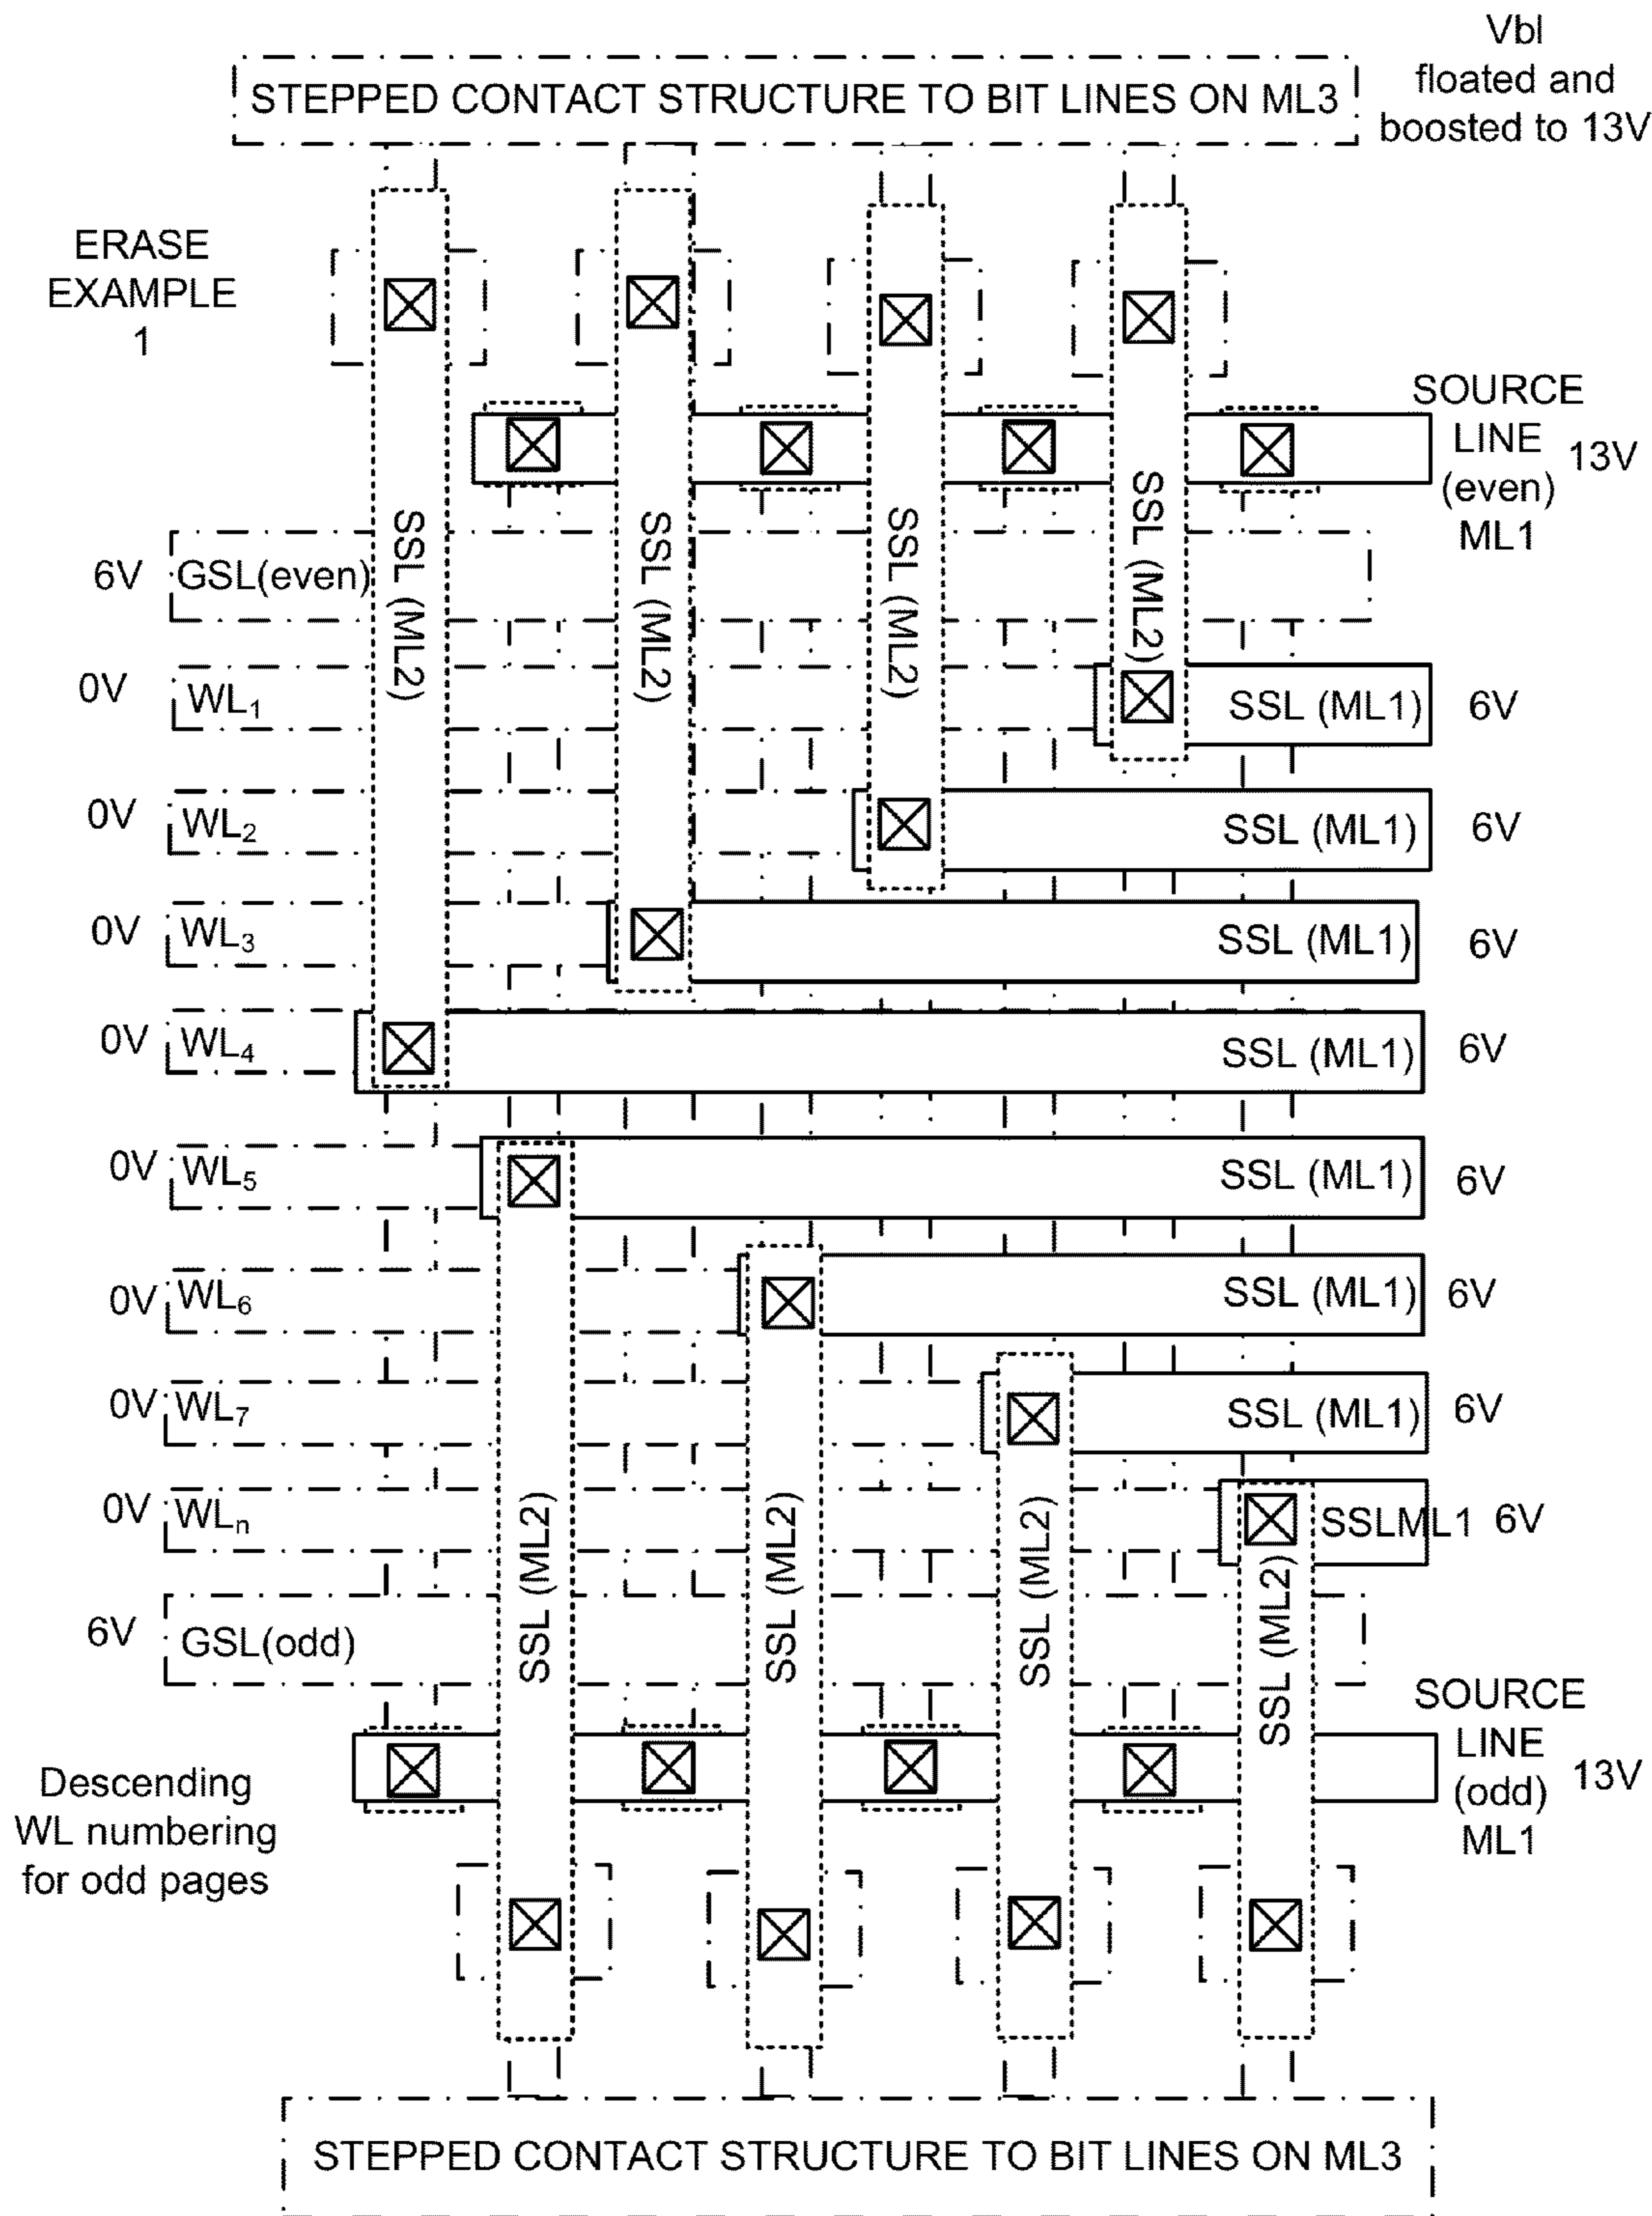 Vbl
floated and
boosted to 13V
STEPPED CONTACT STRUCTURE TO BIT LINES ON ML3
ERASE
EXAMPLE
1
SOURCE
LINE
(even)
ML1
13V
SSL (ML2)
SSL (ML2)
SSL (ML2)
SSL (ML2)
6V GSL(even)
0V WL1 SSL (ML1) 6V
0V WL2 SSL (ML1) 6V
0V WL3 SSL (ML1) 6V
0V WL4 SSL (ML1) 6V
0V WL5 SSL (ML1) 6V
0V WL6 SSL (ML1) 6V
0V WL7 SSL (ML1) 6V
0V WLn SSLML1 6V
SSL (ML2)
SSL (ML2)
SSL (ML2)
SSL (ML2)
6V GSL(odd)
SOURCE
LINE
(odd)
ML1
13V
Descending
WL numbering
for odd pages
STEPPED CONTACT STRUCTURE TO BIT LINES ON ML3